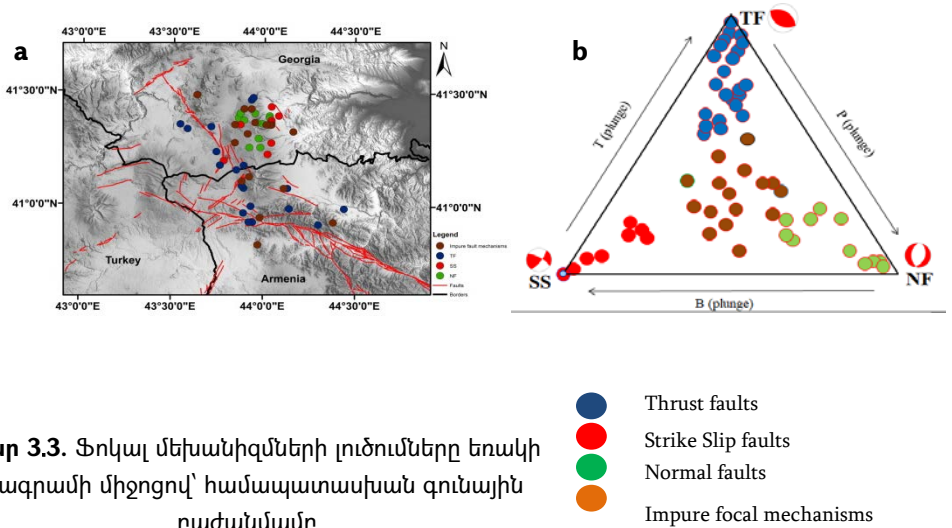 a
43°0'0"E
43°30'0"E
44°0'0"E
44°30'0"E
N
Georgia
41°30'0"N
41°30'0"N
41°0'0"N
41°0'0"N
Turkey
Armenia
Legend
Impure fault mechanisms
TF
SS
NF
Faults
Borders
43°0'0"E
43°30'0"E
44°0'0"E
44°30'0"E
b
TF
T (plunge)
P (plunge)
SS
NF
B (plunge)
3.3. Ֆոկալ մեխանիզմների լուծումները եռակի
միջոցով՝ համապատասխան գունային
Thrust faults
Strike Slip faults
Normal faults
Impure focal mechanisms